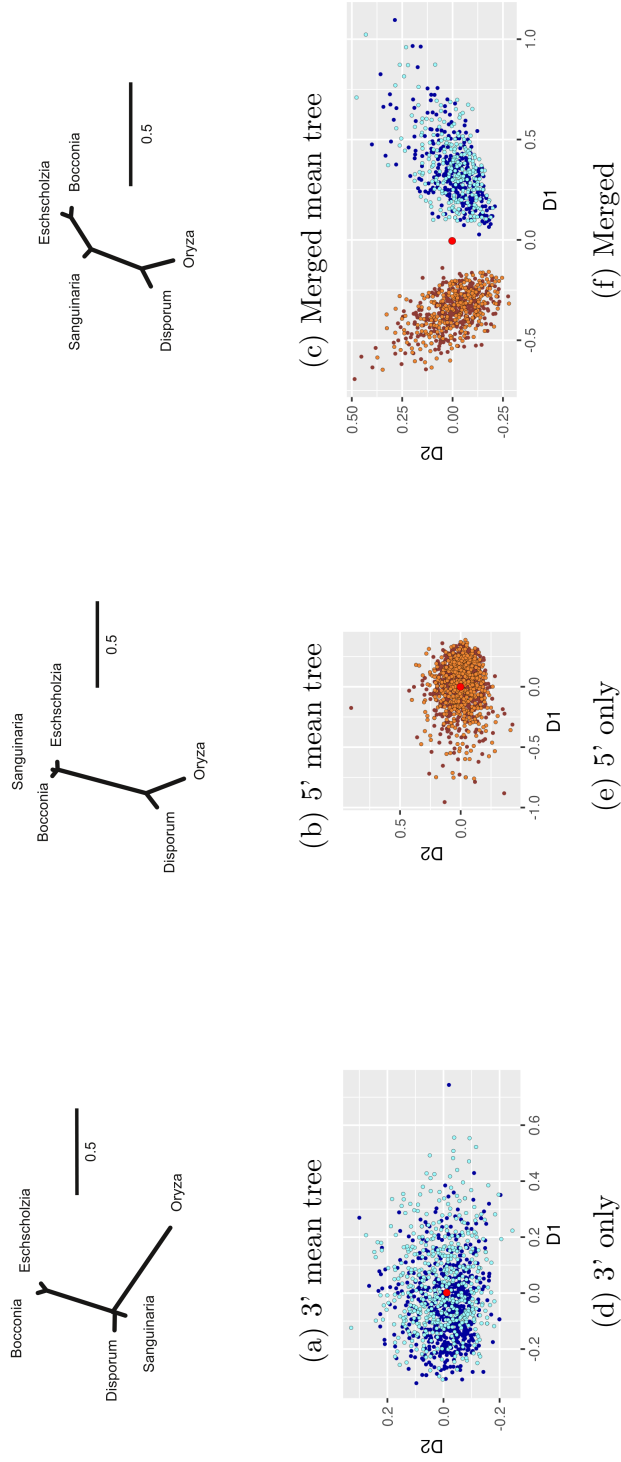 Bocconia
Eschscholzia
Disporum
Sanguinaria
Oryza
0.5
(a) 3' mean tree
Sanguinaria
Bocconia
Eschscholzia
Disporum
Oryza
0.5
(b) 5' mean tree
Eschscholzia
Bocconia
Sanguinaria
Disporum
Oryza
0.5
(c) Merged mean tree
D2
0.2
0.0
-0.2
-0.2
0.0
0.2
0.4
0.6
D1
(d) 3' only
D2
0.5
0.0
-1.0
-0.5
0.0
D1
(e) 5' only
D2
0.50
0.25
0.00
-0.25
-0.5
0.0
0.5
1.0
D1
(f) Merged